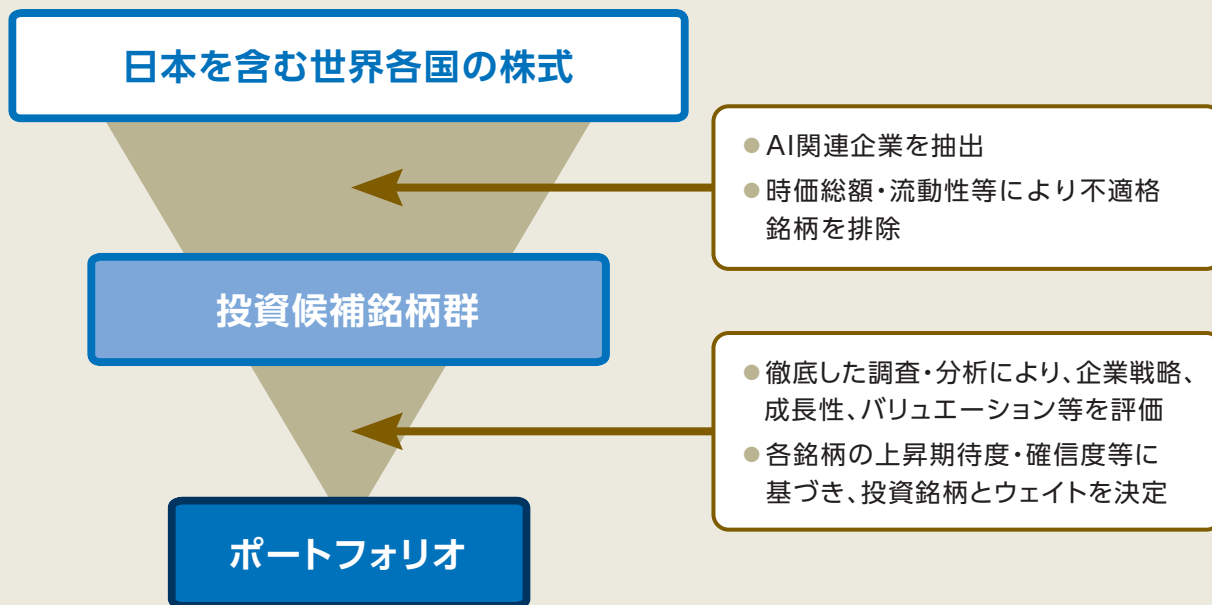 日本を含む世界各国の株式
● AI関連企業を抽出
● 時価総額・流動性等により不適格
銘柄を排除
投資候補銘柄群
● 徹底した調査・分析により、企業戦略、
成長性、バリュエーション等を評価
● 各銘柄の上昇期待度・確信度等に
基づき、投資銘柄とウェイトを決定
ポートフォリオ